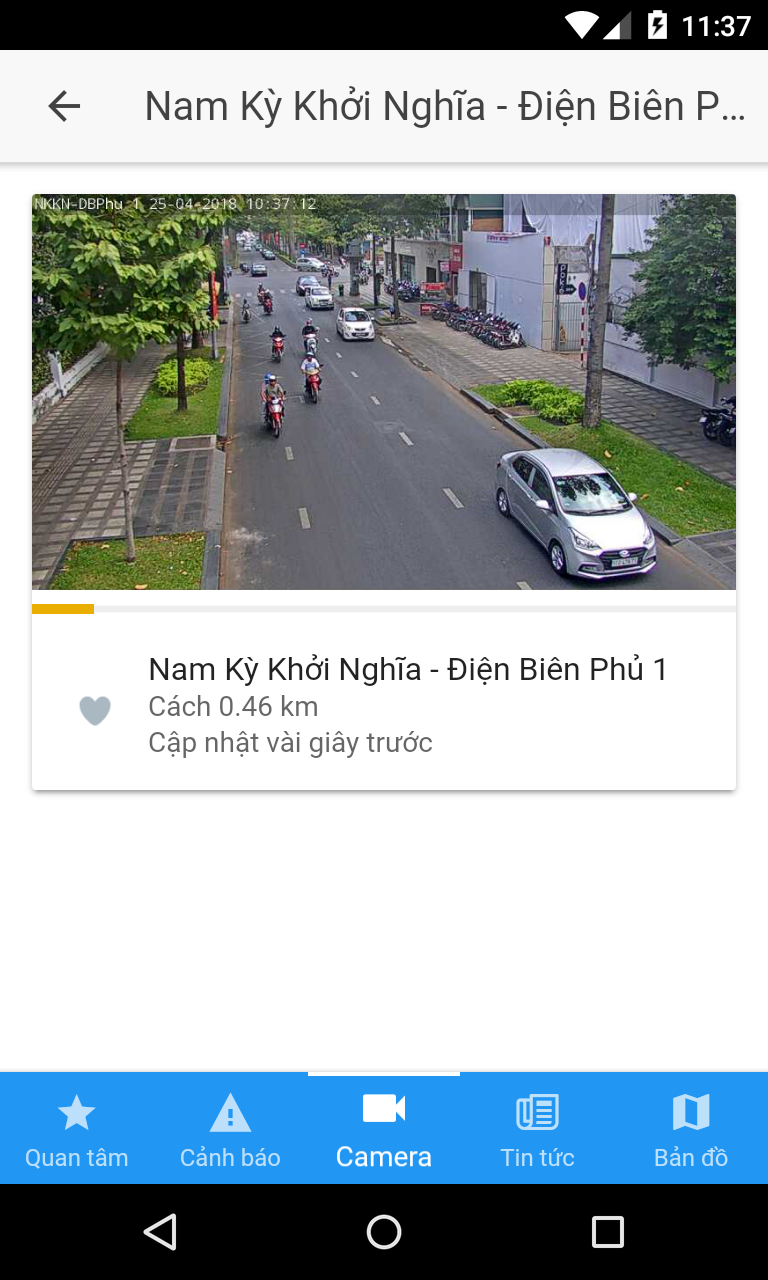 11:37
Nam Kỳ Khởi Nghĩa - Điện Biên P...
NKKN-DBPhu 1 25-04-2018 10:37:12
Nam Kỳ Khởi Nghĩa - Điện Biên Phủ 1
Cách 0.46 km
Cập nhật vài giây trước
Quan tâm
Cảnh báo
Camera
Tin tức
Bản đồ